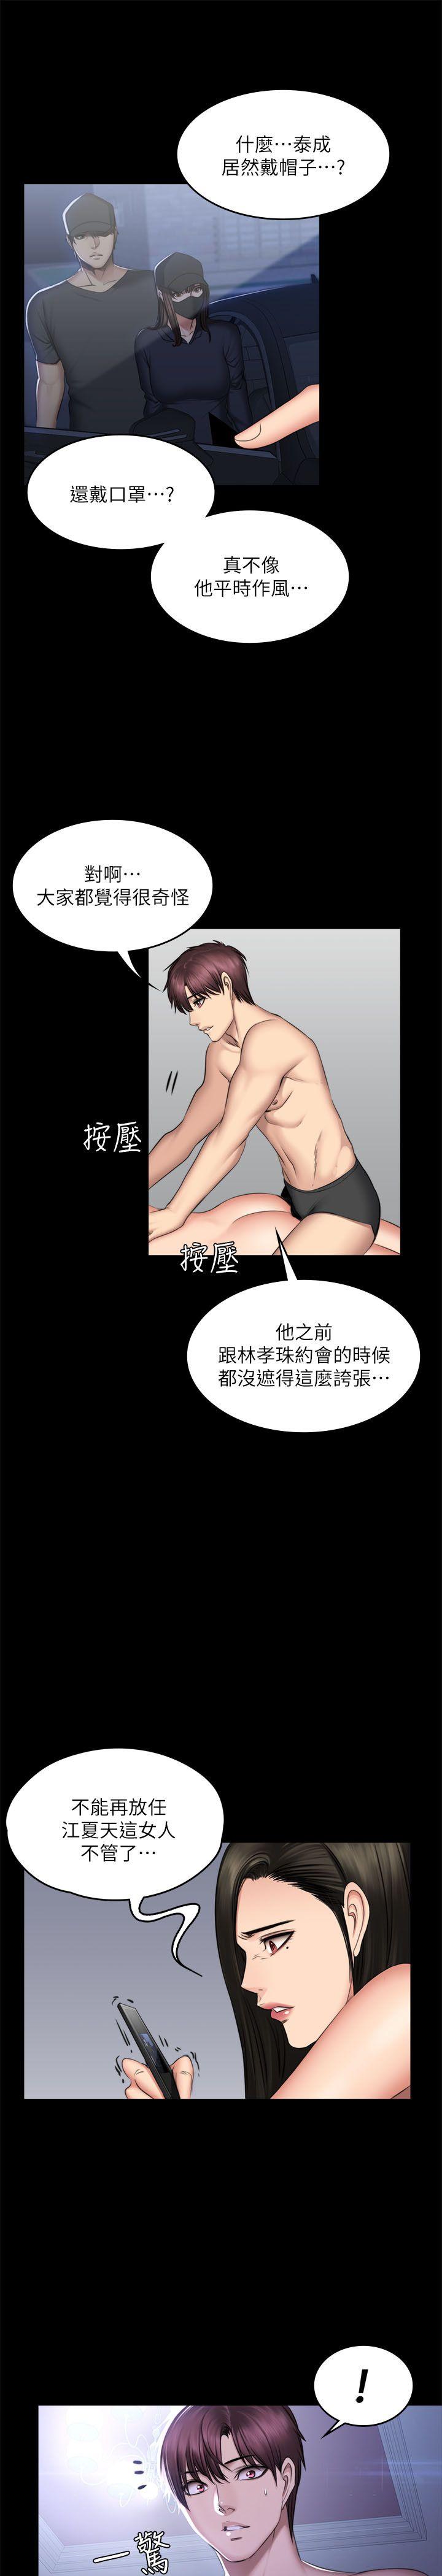 什麼⋯泰成
居然戴帽子⋯?
還戴口罩⋯?
真不像
他平時作風⋯
對啊⋯
大家都覺得很奇怪
按壓
按壓
他之前
跟林孝珠約會的時候
都沒遮得這麼誇張⋯
不能再放任
江夏天這女人
不管了⋯
!
一驚